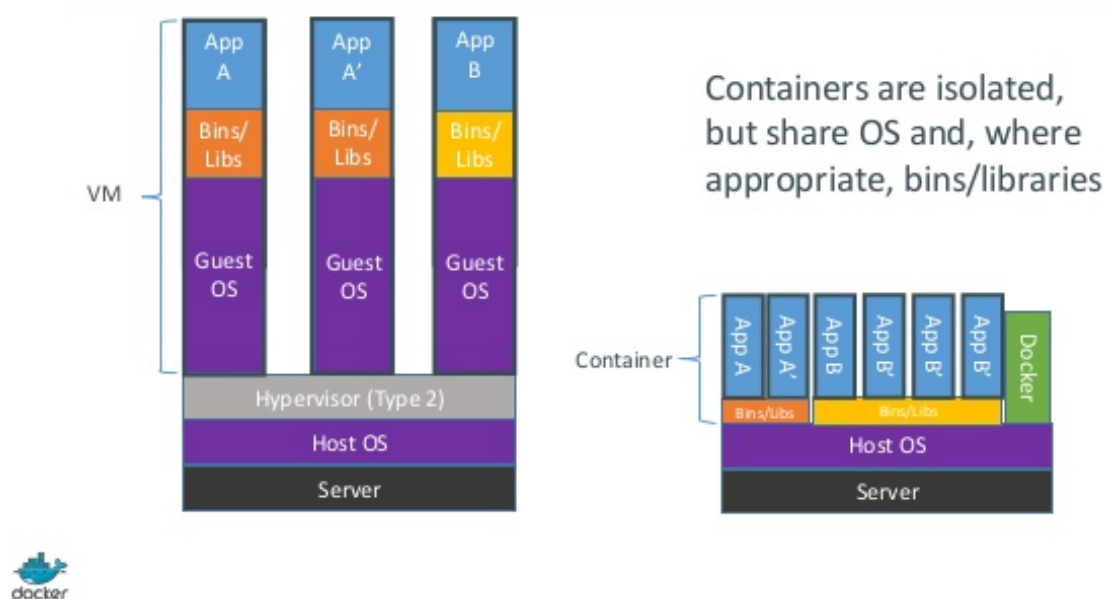 App
A
App
A’
App
B
Bins/
Libs
Bins/
Libs
Bins/
Libs
VM
Guest
OS
Guest
OS
Guest
OS
Hypervisor (Type 2)
Host OS
Server
Containers are isolated,
but share OS and, where
appropriate, bins/libraries
Container
App A
App A’
App B
App B’
App B’
App B’
Docker
Bins/Libs
Bins/Libs
Host OS
Server
docker